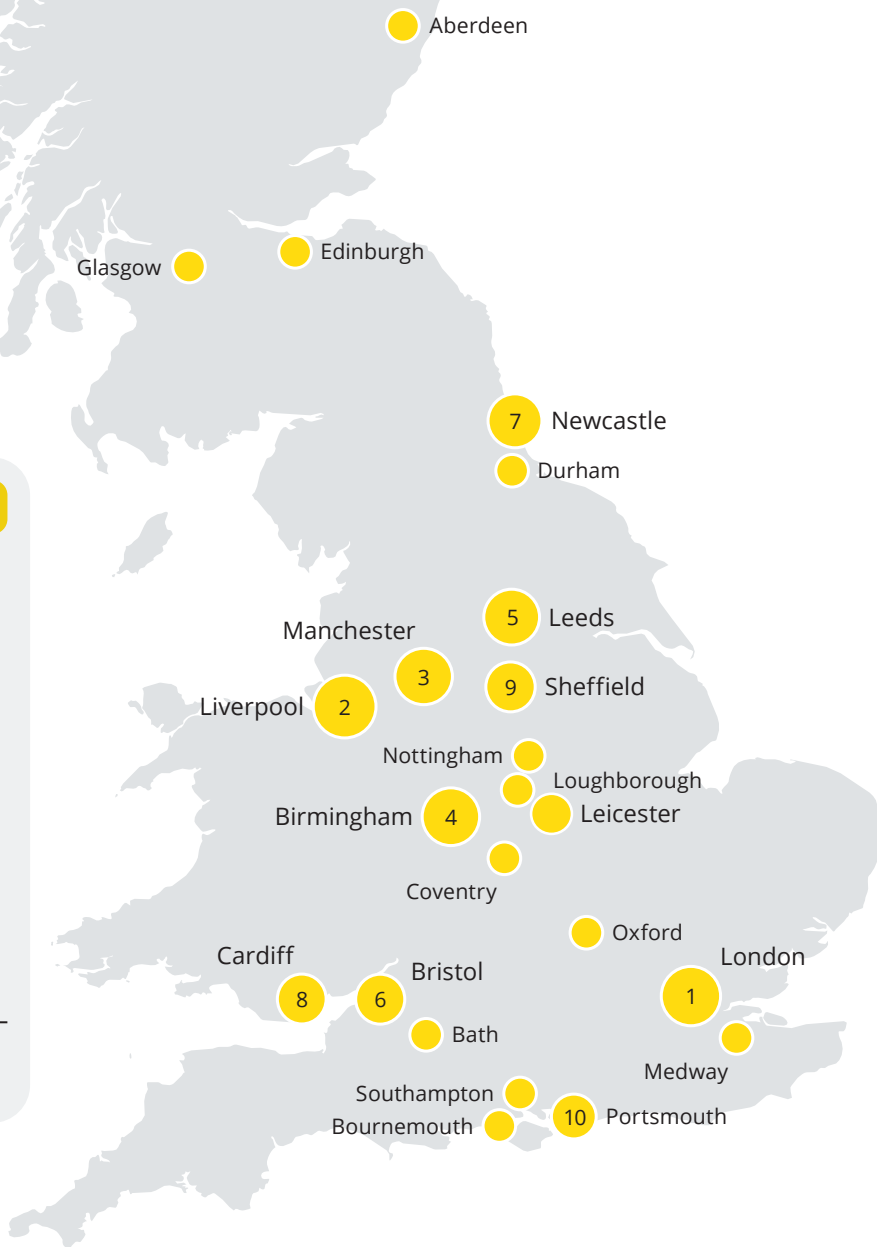 Aberdeen
Edinburgh
Glasgow
7 Newcastle
Durham
5 Leeds
Manchester
3
9 Sheffield
Liverpool 2
Nottingham
Loughborough
Leicester
Birmingham 4
Coventry
Oxford
Cardiff
London
Bristol
8
6
1
Bath
Medway
Southampton
10 Portsmouth
Bournemouth